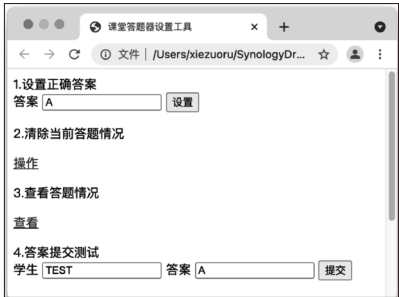 课堂答题器设置工具
文件 | /Users/xiezuoru/SynologyDr...
1.设置正确答案
答案 A 设置
2.清除当前答题情况
操作
3.查看答题情况
查看
4.答案提交测试
学生 TEST 答案 A 提交